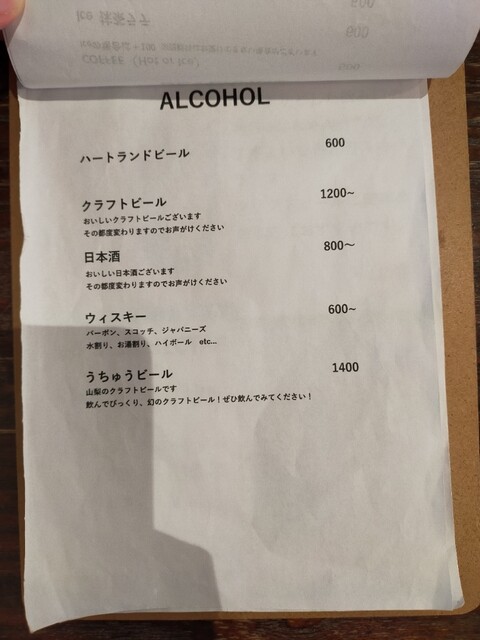 ALCOHOL
ハートランドビール 600
クラフトビール 1200~
おいしいクラフトビールございます
その都度変わりますのでお声がけください
日本酒 800~
おいしい日本酒ございます
その都度変わりますのでお声がけください
ウィスキー 600~
バーボン、スコッチ、ジャパニーズ
水割り、お湯割り、ハイボール etc...
うちゅうビール 1400
山梨のクラフトビールです
飲んでびっくり、幻のクラフトビール！ぜひ飲んでみてください！